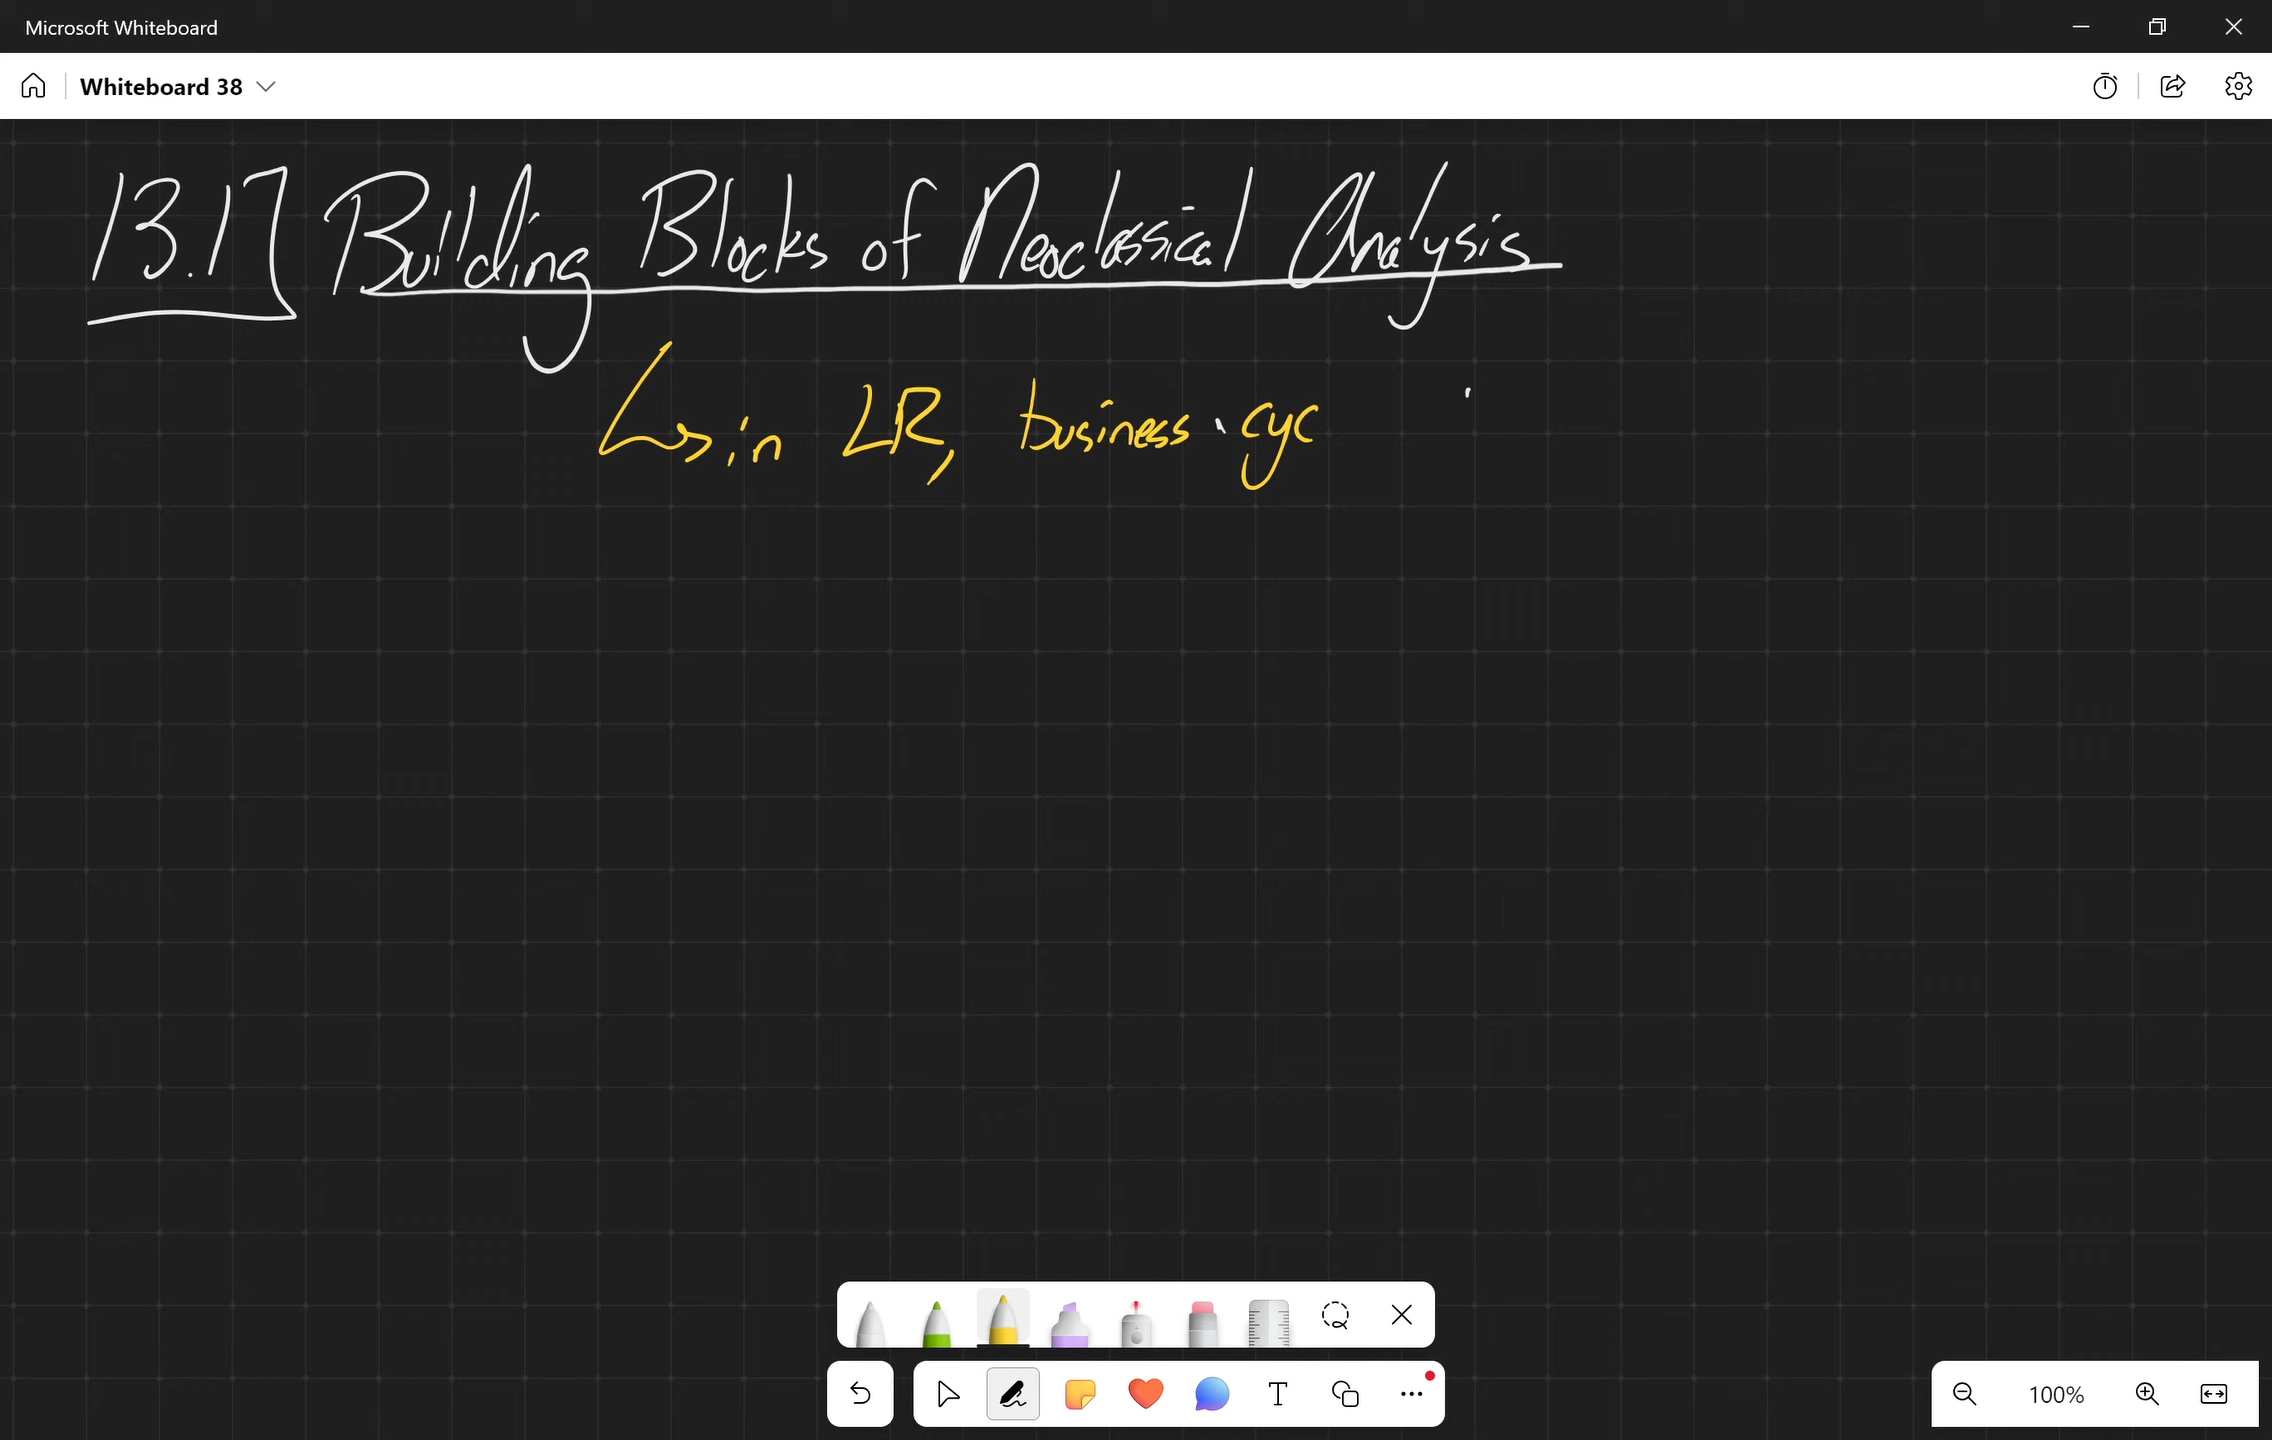 Microsoft Whiteboard
Whiteboard 38
13.1] Building Blocks of Neoclassical Analysis
in LR, business cyc
T
100%